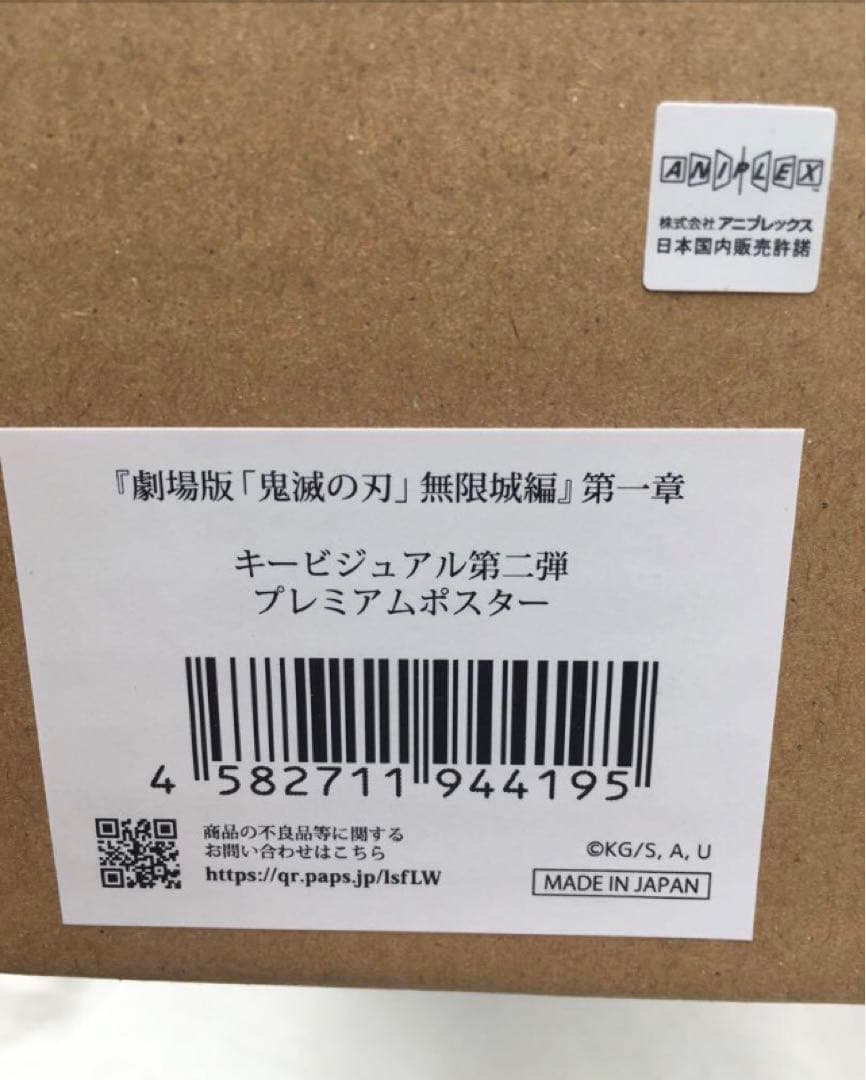 ANIPLEX
株式会社アニプレックス
日本国内販売許諾
『劇場版「鬼滅の刃」無限城編』第一章
キービジュアル第二弾
プレミアムポスター
4 582711 944195
商品の不良品等に関する
お問い合わせはこちら
https://qr.paps.jp/lsfLW
©KG/S, A, U
MADE IN JAPAN